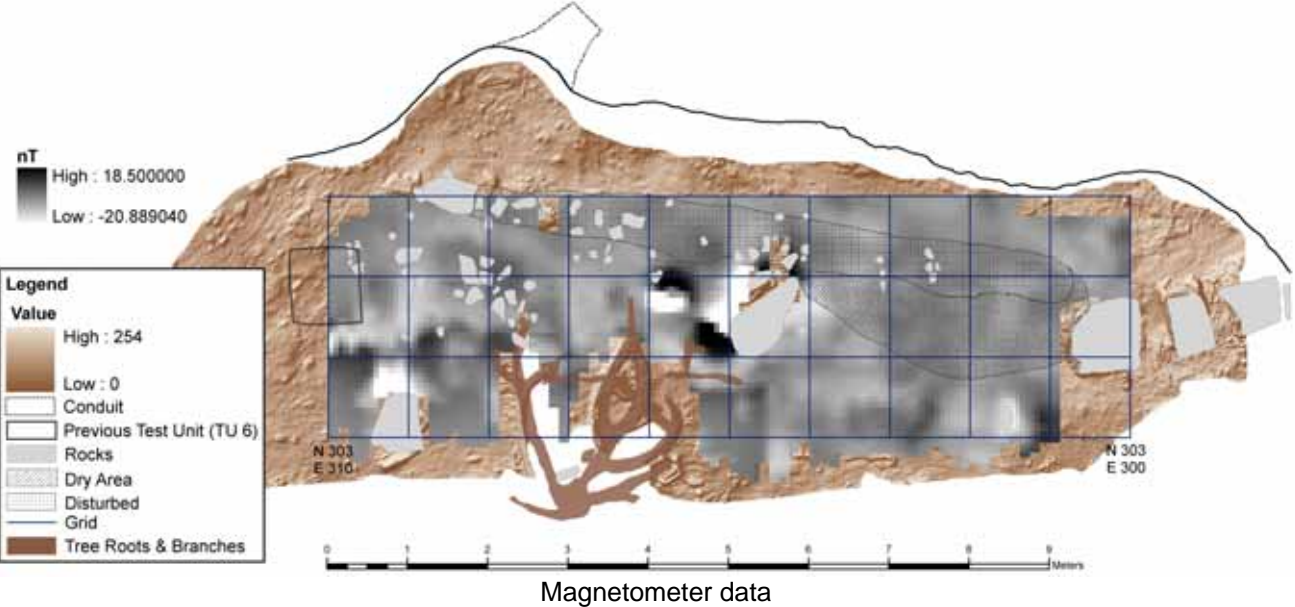 nT
High : 18.500000
Low : -20.889040
Legend
Value
High : 254
Low : 0
Conduit
Previous Test Unit (TU 6)
Rocks
Dry Area
Disturbed
Grid
Tree Roots & Branches
N 303
E 310
N 303
E 300
0 1 2 3 4 5 6 7 8 9
Meters
Magnetometer data